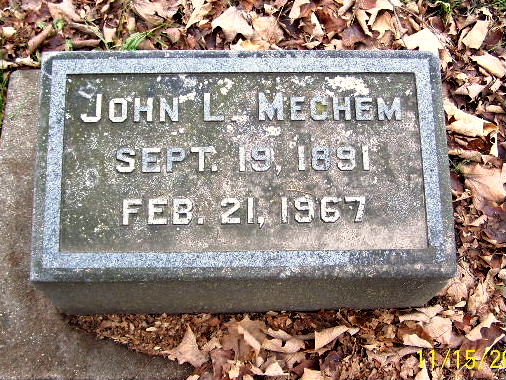 JOHN L. MECHEM
SEPT. 19, 1891
FEB. 21, 1967